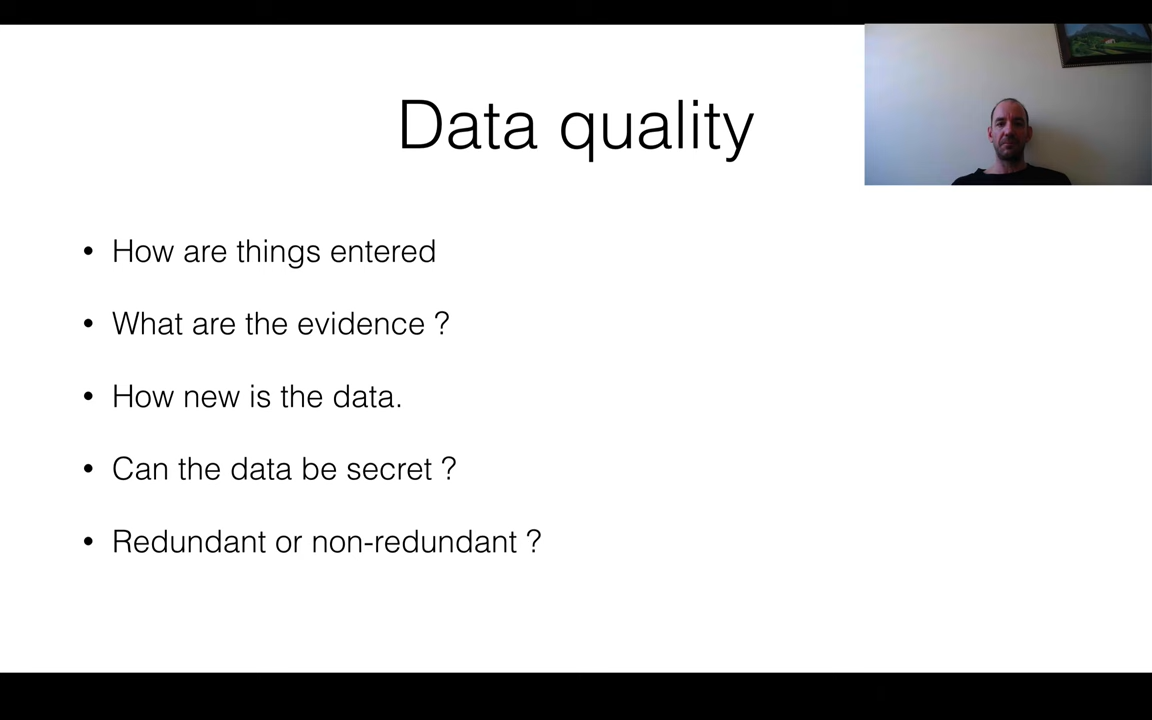 Data quality
• How are things entered
• What are the evidence ?
• How new is the data.
• Can the data be secret ?
• Redundant or non-redundant ?